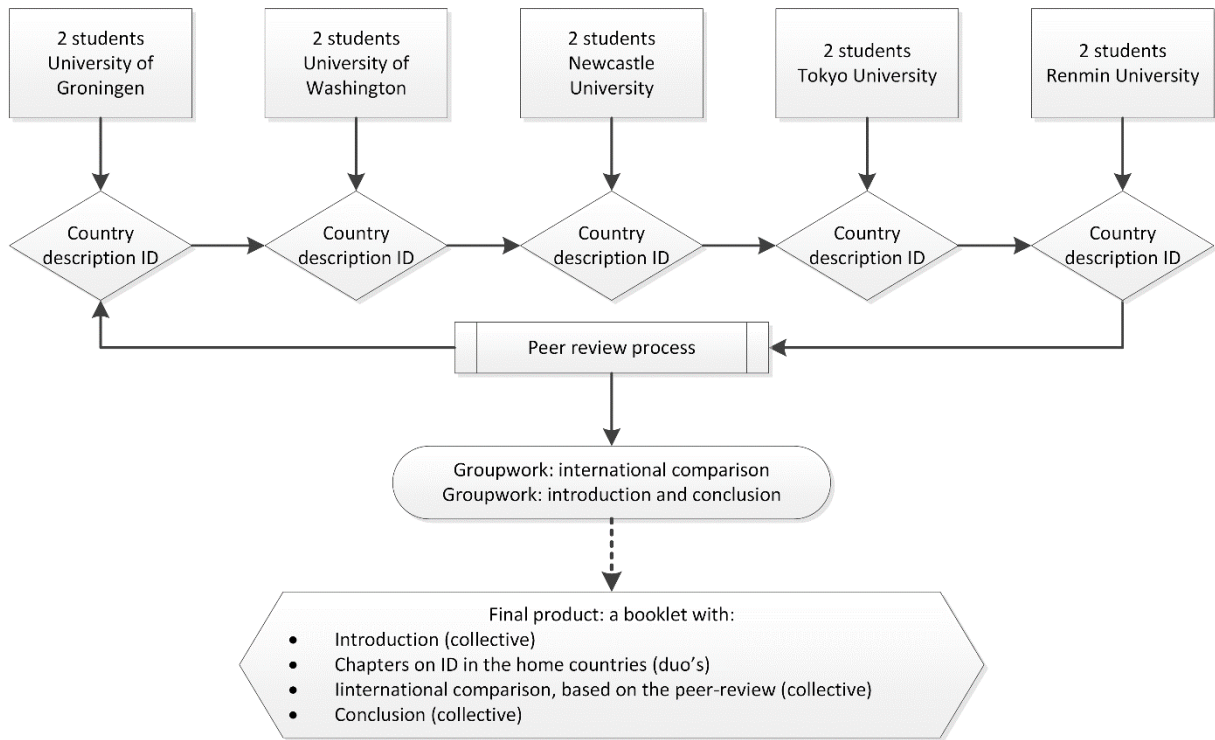 2 students
University of
Groningen
2 students
University of
Washington
2 students
Newcastle
University
2 students
Tokyo University
2 students
Renmin University
Country
description ID
Country
description ID
Country
description ID
Country
description ID
Country
description ID
Peer review process
Groupwork: international comparison
Groupwork: introduction and conclusion
Final product: a booklet with:
• Introduction (collective)
• Chapters on ID in the home countries (duo's)
• Iinternational comparison, based on the peer-review (collective)
• Conclusion (collective)